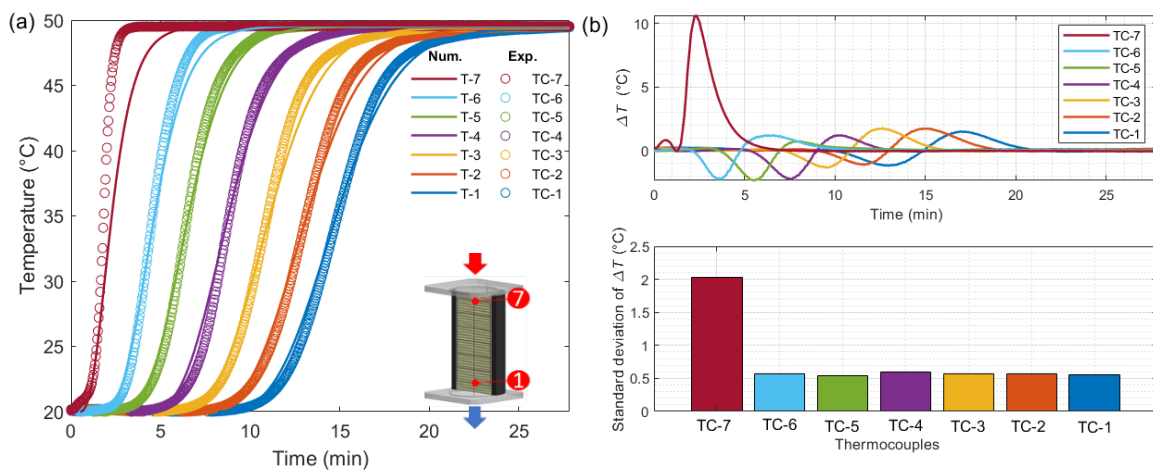 (a)
50
45
40
35
30
25
20
Temperature (°C)
0
5
10
15
20
25
Time (min)
Num.
Exp.
T-7
TC-7
T-6
TC-6
T-5
TC-5
T-4
TC-4
T-3
TC-3
T-2
TC-2
T-1
TC-1
7
1
(b)
10
5
0
ΔT (°C)
0
5
10
15
20
25
Time (min)
TC-7
TC-6
TC-5
TC-4
TC-3
TC-2
TC-1
2.5
2
1.5
1
0.5
0
Standard deviation of ΔT (°C)
TC-7
TC-6
TC-5
TC-4
TC-3
TC-2
TC-1
Thermocouples